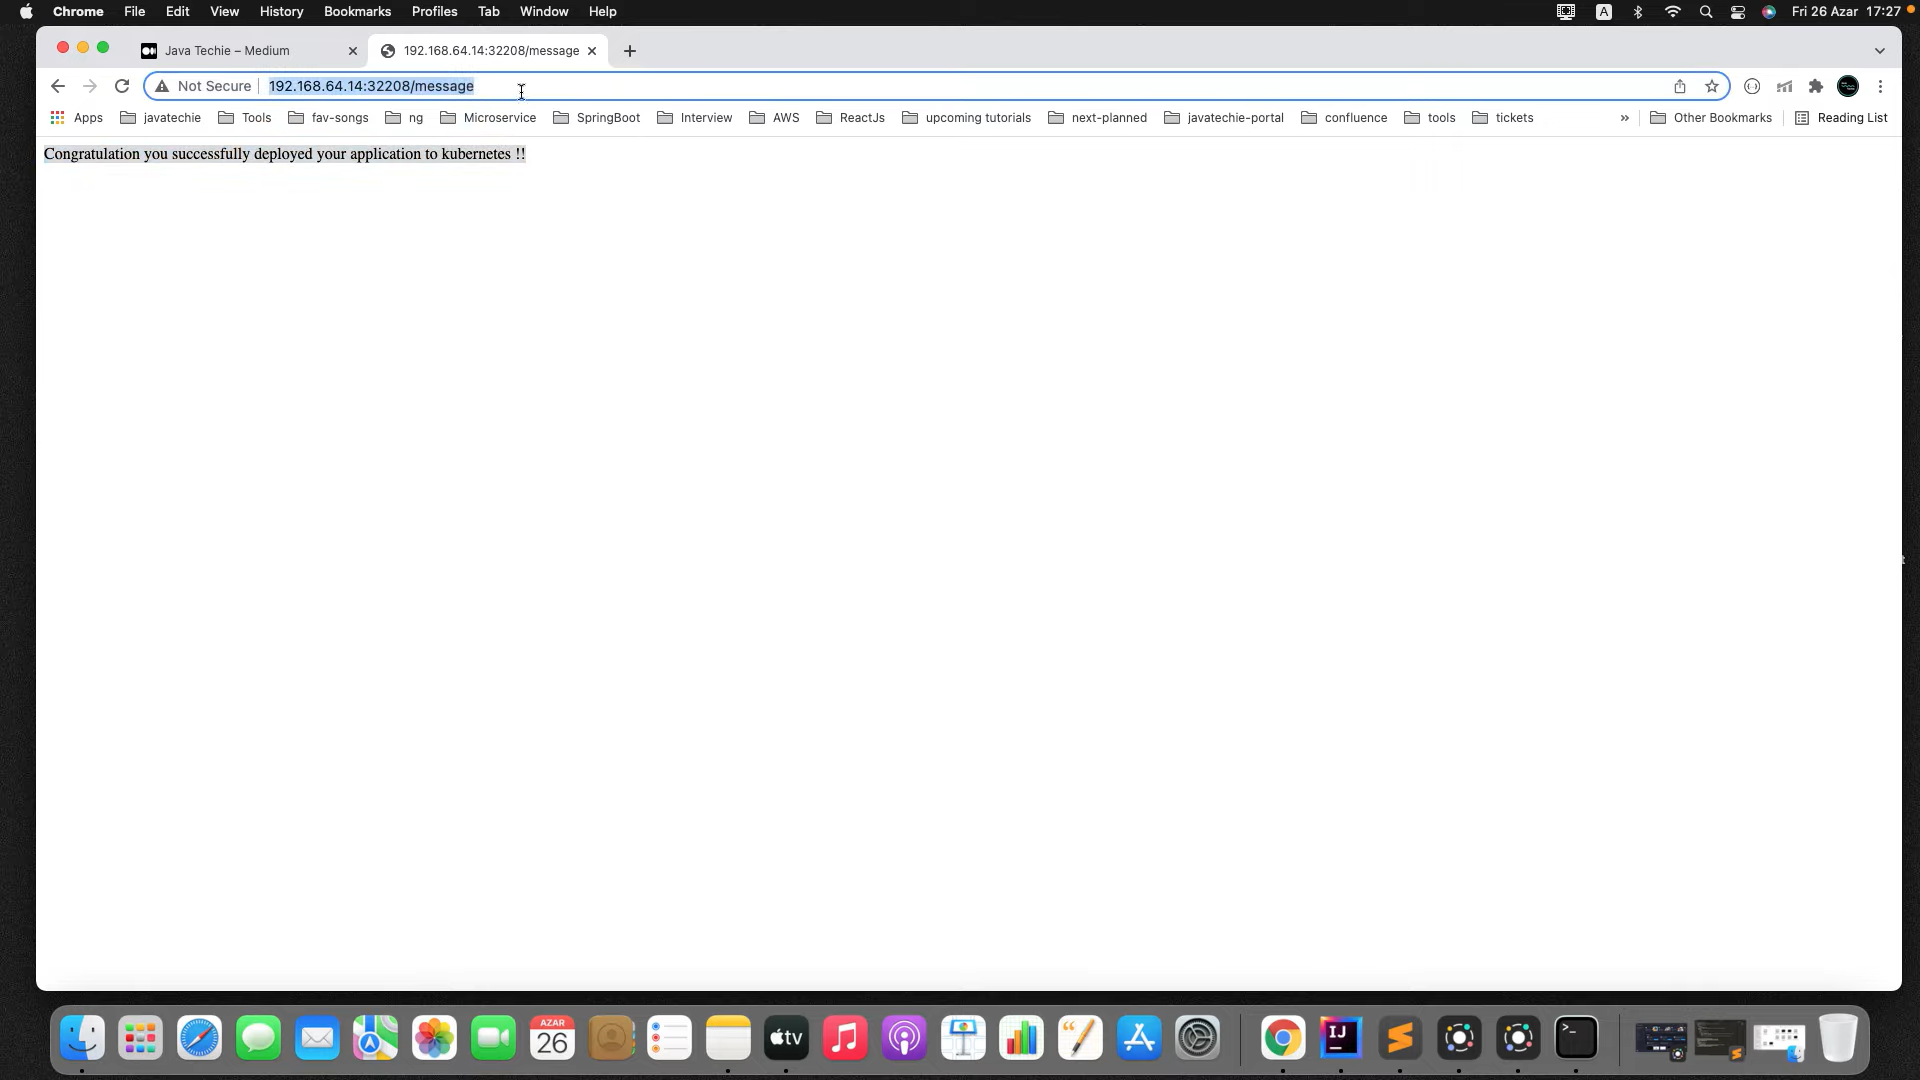 Chrome File Edit View History Bookmarks Profiles Tab Window Help A Fri 26 Azar 17:27
Java Techie – Medium 192.168.64.14:32208/message
Not Secure 192.168.64.14:32208/message
Apps javatechie Tools fav-songs ng Microservice SpringBoot Interview AWS ReactJs upcoming tutorials next-planned javatechie-portal confluence tools tickets » Other Bookmarks Reading List
Congratulation you successfully deployed your application to kubernetes !!
AZAR
26
tv
IJ
>_